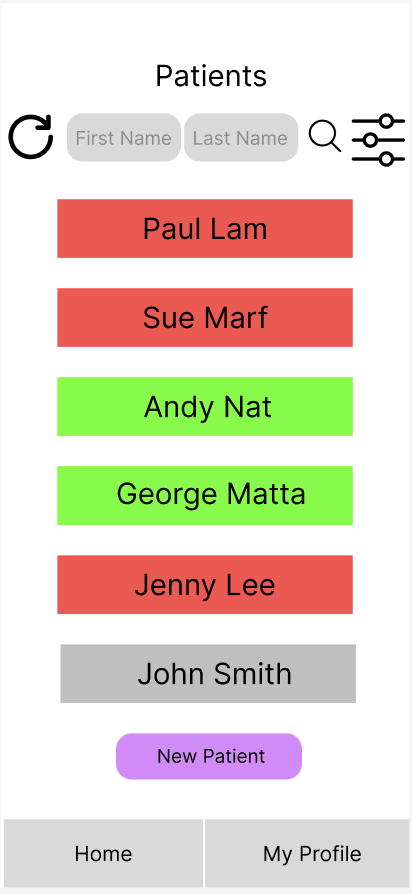 Patients
First Name Last Name
Paul Lam
Sue Marf
Andy Nat
George Matta
Jenny Lee
John Smith
New Patient
Home My Profile